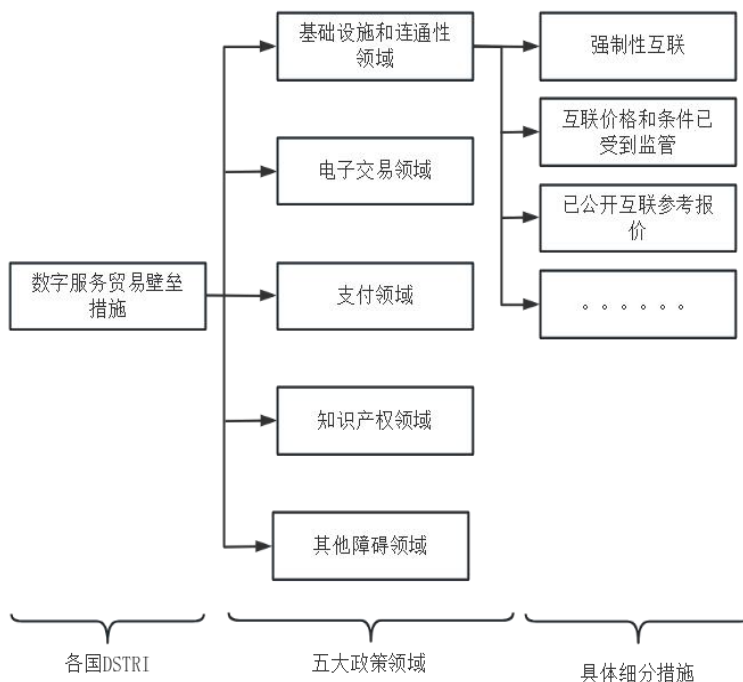 基础设施和连通性
领域
强制性互联
互联价格和条件已
受到监管
电子交易领域
已公开互联参考报
价
数字服务贸易壁垒
措施
支付领域
。。。。。。
知识产权领域
其他障碍领域
各国DSTRI
五大政策领域
具体细分措施